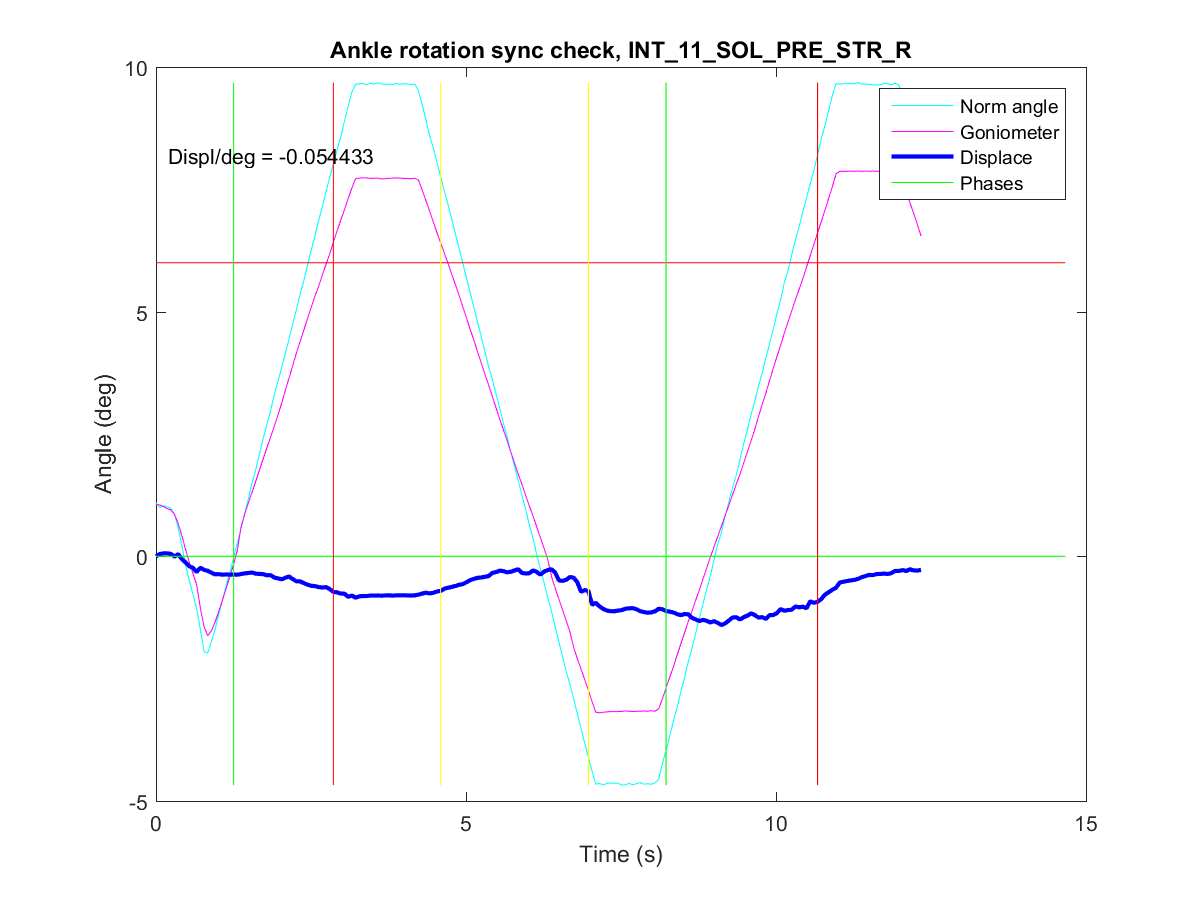 Ankle rotation sync check, INT_11_SOL_PRE_STR_R
10
5
0
-5
Angle (deg)
Displ/deg = -0.054433
Norm angle
Goniometer
Displace
Phases
0
5
10
15
Time (s)